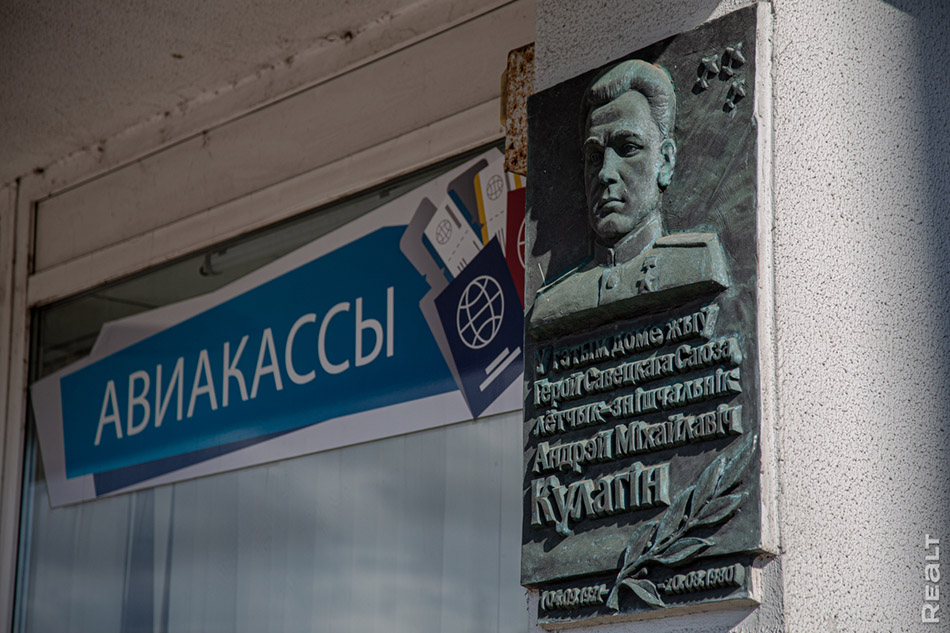 АВИАКАССЫ
У гэтым доме жыў
Герой Савецкага Саюза
лётчык-знішчальнік
Андрэй Міхайлавіч
Кулагін
Realt